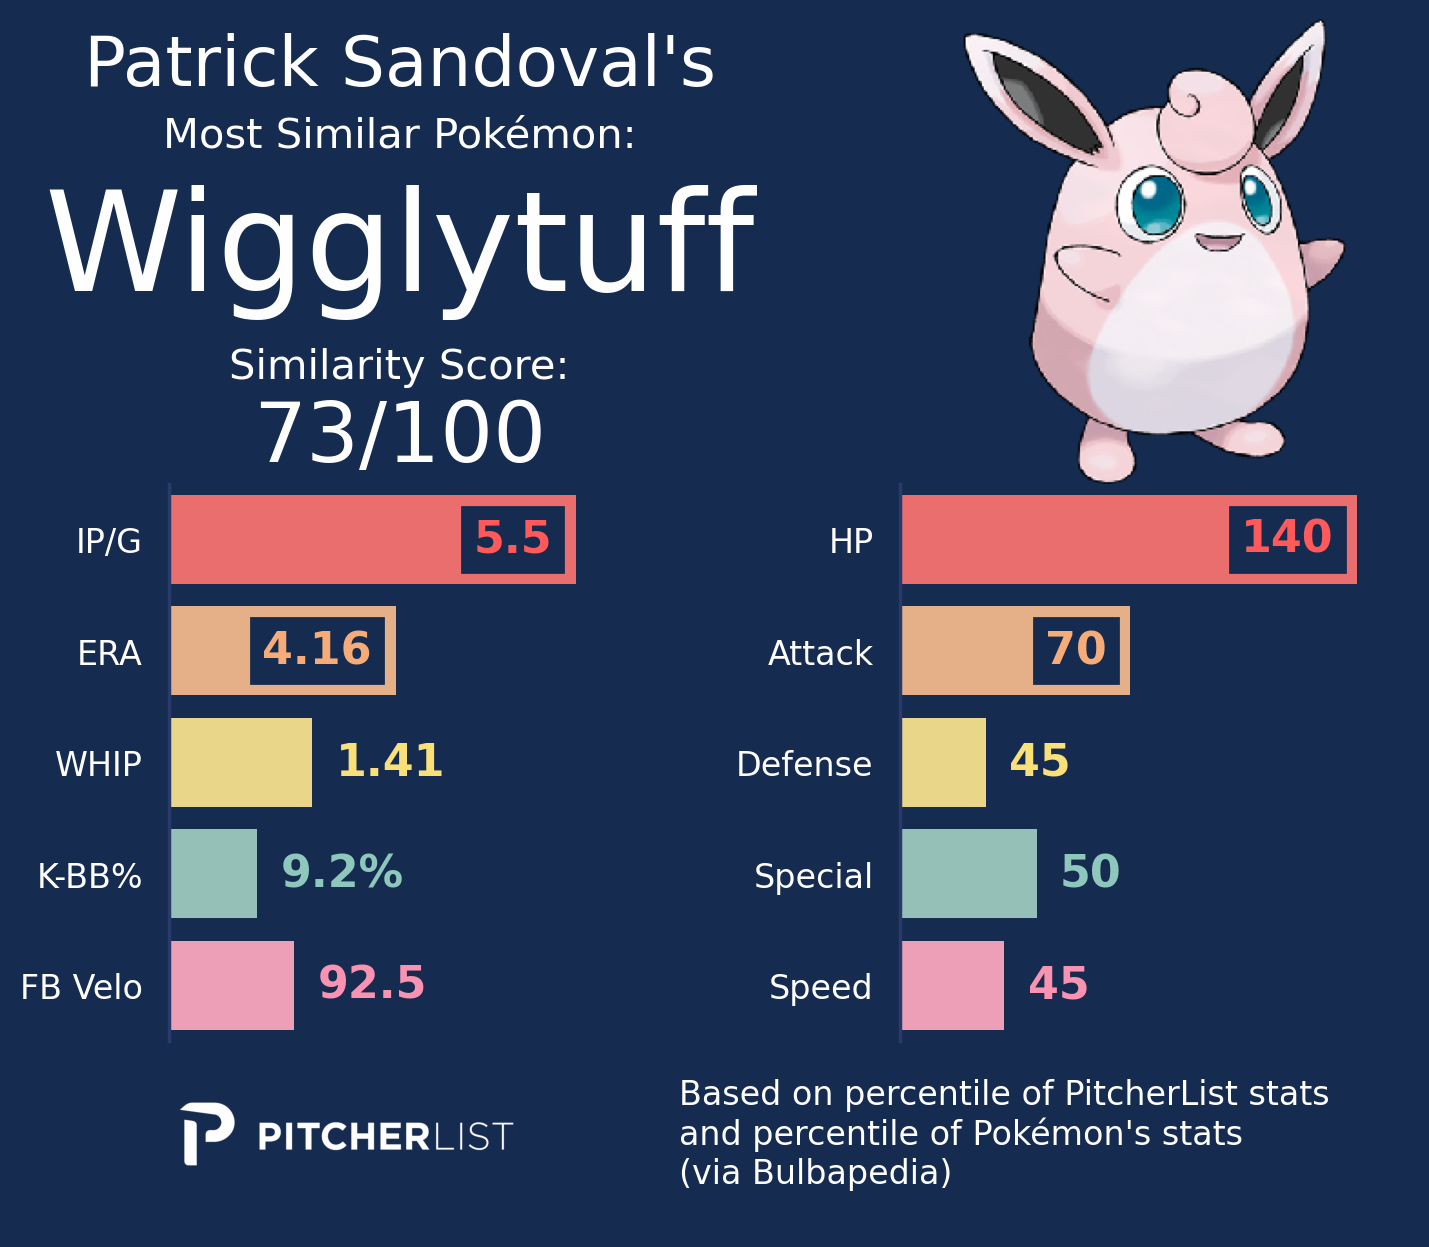 Patrick Sandoval's
Most Similar Pokémon:
Wigglytuff
Similarity Score:
73/100
IP/G 5.5
ERA 4.16
WHIP 1.41
K-BB% 9.2%
FB Velo 92.5
HP 140
Attack 70
Defense 45
Special 50
Speed 45
PITCHERLIST
Based on percentile of PitcherList stats
and percentile of Pokémon's stats
(via Bulbapedia)